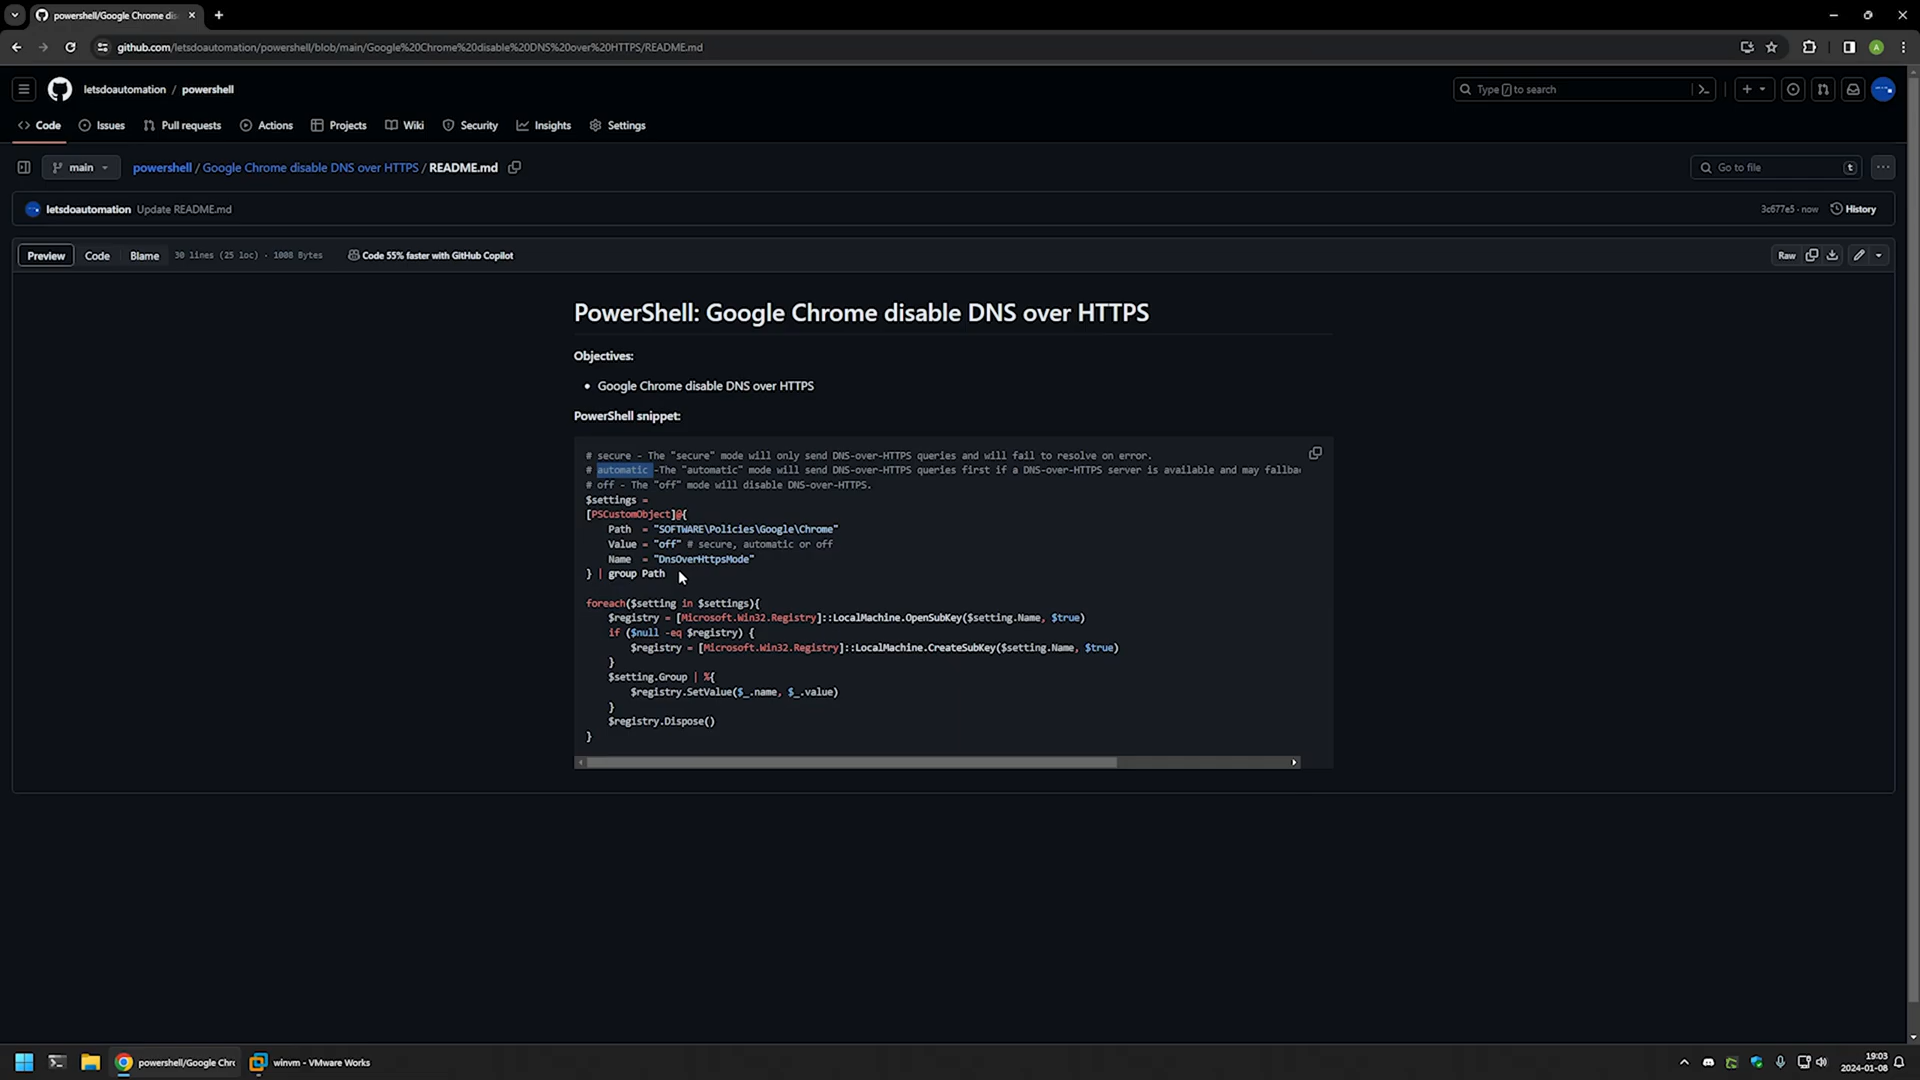 powershell/Google Chrome dis
github.com/letsdoautomation/powershell/blob/main/Google%20Chrome%20disable%20DNS%20over%20HTTPS/README.md
A
letsdoautomation / powershell
Type / to search
Code
Issues
Pull requests
Actions
Projects
Wiki
Security
Insights
Settings
main
powershell / Google Chrome disable DNS over HTTPS / README.md
Go to file
t
letsdoautomation Update README.md
3c677e5 · now
History
Preview
Code
Blame
30 lines (25 loc) · 1008 Bytes
Code 55% faster with GitHub Copilot
Raw
PowerShell: Google Chrome disable DNS over HTTPS
Objectives:
• Google Chrome disable DNS over HTTPS
PowerShell snippet:
# secure - The "secure" mode will only send DNS-over-HTTPS queries and will fail to resolve on error.
# automatic -The "automatic" mode will send DNS-over-HTTPS queries first if a DNS-over-HTTPS server is available and may fallba
# off - The "off" mode will disable DNS-over-HTTPS.
$settings =
[PSCustomObject]@{
Path = "SOFTWARE\Policies\Google\Chrome"
Value = "off" # secure, automatic or off
Name = "DnsOverHttpsMode"
} | group Path
foreach($setting in $settings){
$registry = [Microsoft.Win32.Registry]::LocalMachine.OpenSubKey($setting.Name, $true)
if ($null -eq $registry) {
$registry = [Microsoft.Win32.Registry]::LocalMachine.CreateSubKey($setting.Name, $true)
}
$setting.Group | %{
$registry.SetValue($_.name, $_.value)
}
$registry.Dispose()
}
powershell/Google Chr
winvm - VMware Works
19:03
2024-01-08